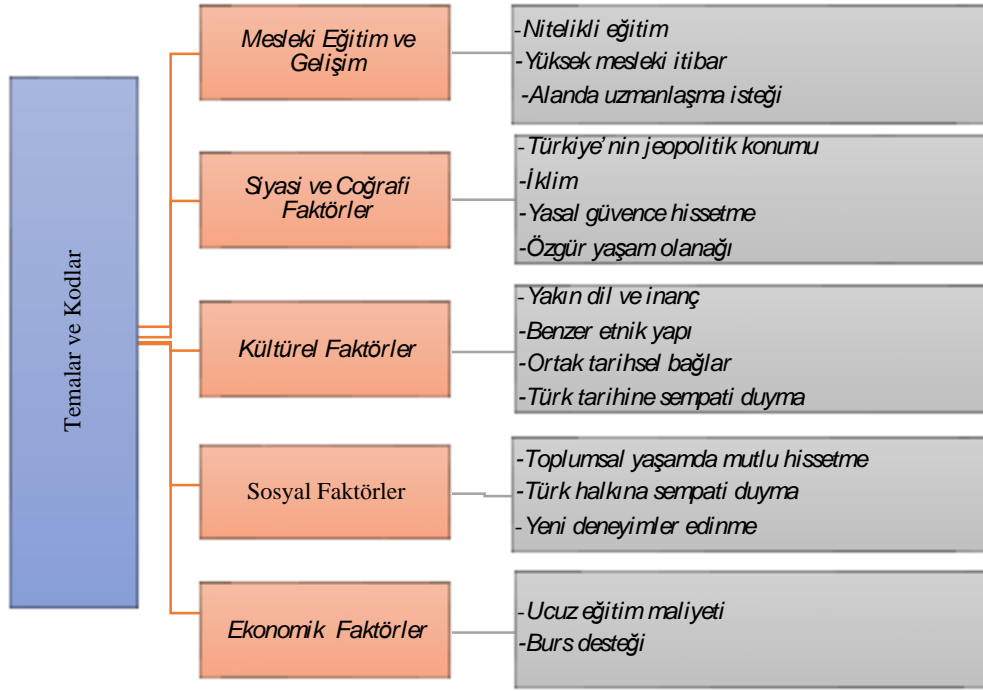 Temalar ve Kodlar
Mesleki Eğitim ve
Gelişim
-Nitelikli eğitim
-Yüksek mesleki itibar
-Alanda uzmanlaşma isteği
Siyasi ve Coğrafi
Faktörler
-Türkiye'nin jeopolitik konumu
-İklim
-Yasal güvence hissetme
-Özgür yaşam olanağı
Kültürel Faktörler
-Yakın dil ve inanç
-Benzer etnik yapı
-Ortak tarihsel bağlar
-Türk tarihine sempati duyma
Sosyal Faktörler
-Toplumsal yaşamda mutlu hissetme
-Türk halkına sempati duyma
-Yeni deneyimler edinme
Ekonomik Faktörler
-Ucuz eğitim maliyeti
-Burs desteği